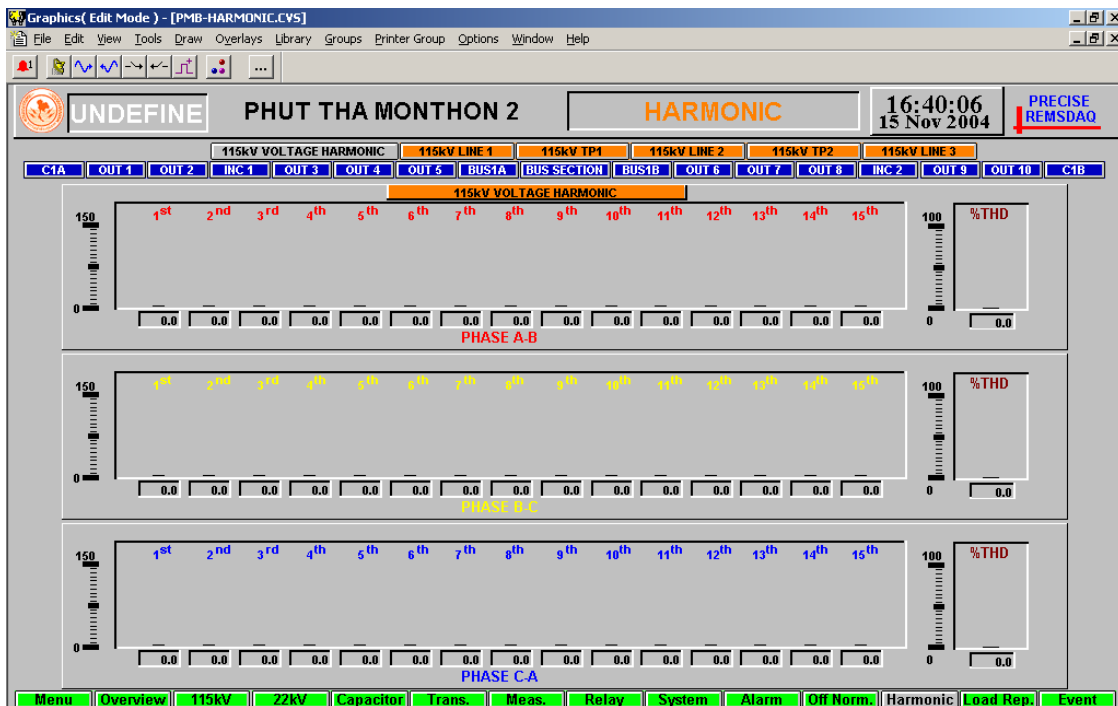 Graphics( Edit Mode ) - [PMB-HARMONIC.CVS]
File Edit View Tools Draw Overlays Library Groups Printer Group Options Window Help
1 ...
UNDEFINE PHUT THA MONTHON 2 HARMONIC 16:40:06 PRECISE
15 Nov 2004 REMSDAQ
115kV VOLTAGE HARMONIC 115kV LINE 1 115kV TP1 115kV LINE 2 115kV TP2 115kV LINE 3
C1A OUT 1 OUT 2 INC 1 OUT 3 OUT 4 OUT 5 BUS1A BUS SECTION BUS1B OUT 6 OUT 7 OUT 8 INC 2 OUT 9 OUT 10 C1B
115kV VOLTAGE HARMONIC
150 1st 2nd 3rd 4th 5th 6th 7th 8th 9th 10th 11th 12th 13th 14th 15th 100 %THD
0 0
0.0 0.0 0.0 0.0 0.0 0.0 0.0 0.0 0.0 0.0 0.0 0.0 0.0 0.0 0.0 0.0
PHASE A-B
150 1st 2nd 3rd 4th 5th 6th 7th 8th 9th 10th 11th 12th 13th 14th 15th 100 %THD
0 0
0.0 0.0 0.0 0.0 0.0 0.0 0.0 0.0 0.0 0.0 0.0 0.0 0.0 0.0 0.0 0.0
PHASE B-C
150 1st 2nd 3rd 4th 5th 6th 7th 8th 9th 10th 11th 12th 13th 14th 15th 100 %THD
0 0
0.0 0.0 0.0 0.0 0.0 0.0 0.0 0.0 0.0 0.0 0.0 0.0 0.0 0.0 0.0 0.0
PHASE C-A
Menu Overview 115kV 22kV Capacitor Trans. Meas. Relay System Alarm Off Norm. Harmonic Load Rep. Event